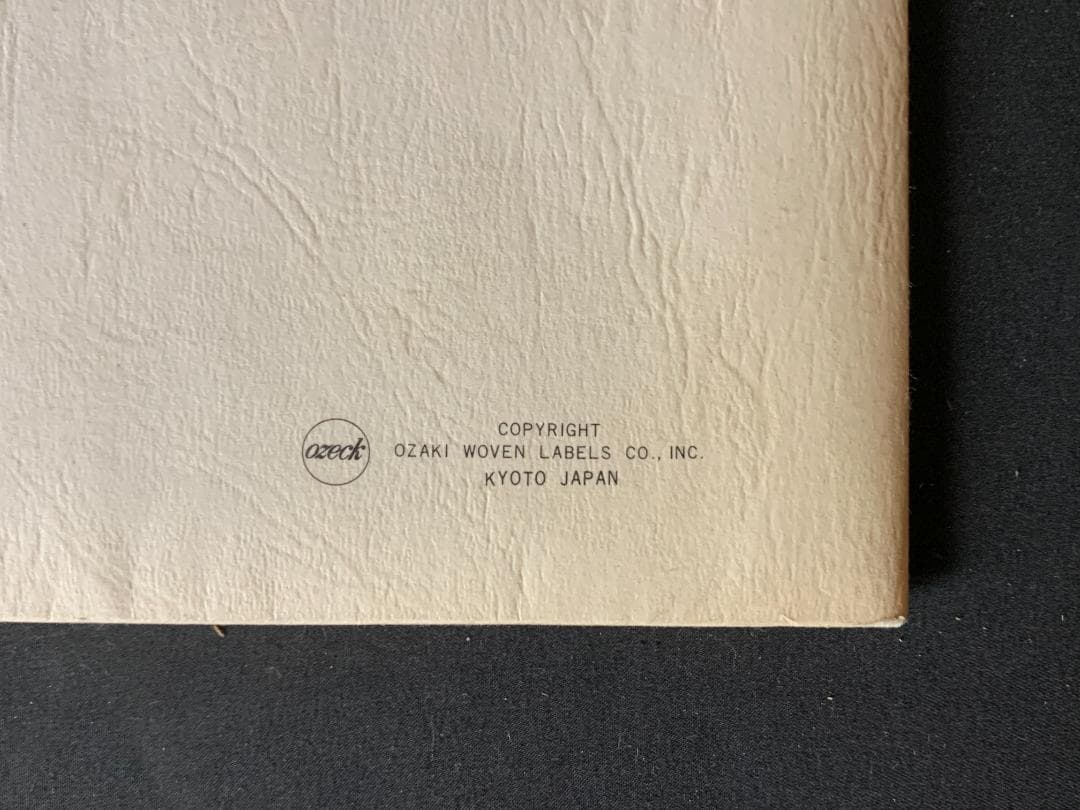 ozeck
COPYRIGHT
OZAKI WOVEN LABELS CO., INC.
KYOTO JAPAN